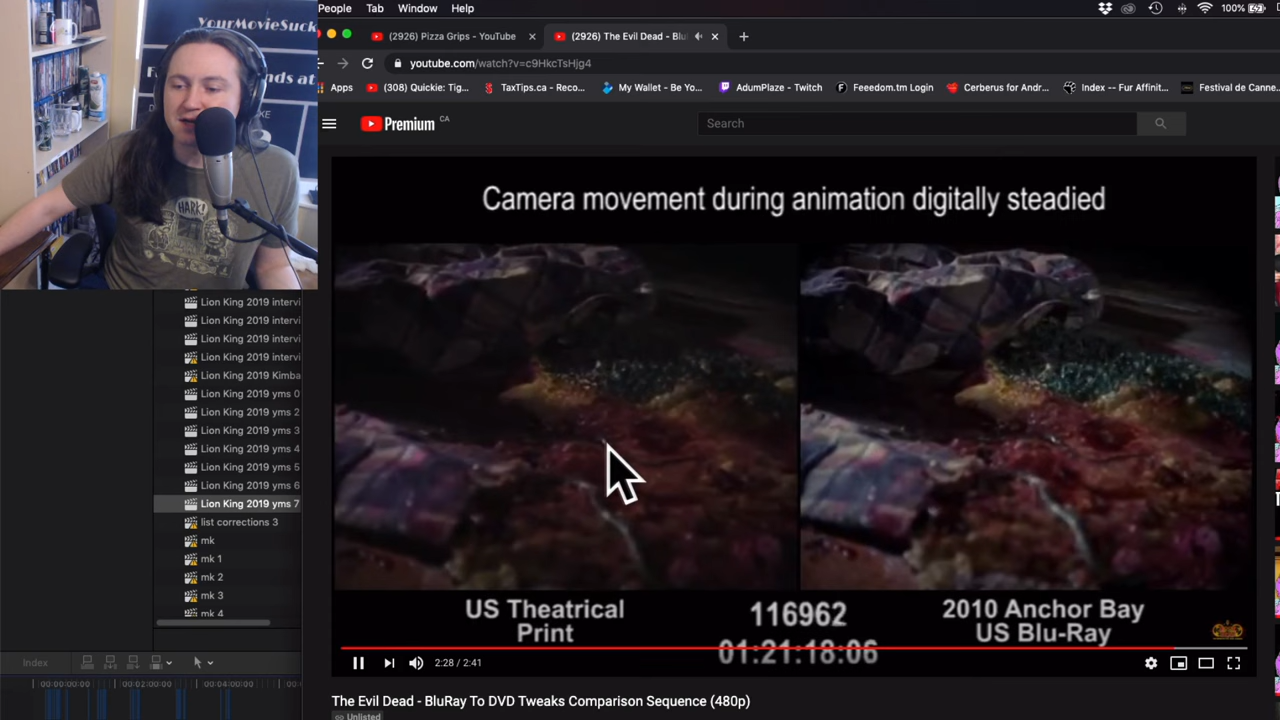 People Tab Window Help
100%
YourMovieSuck
(2926) Pizza Grips - YouTube
(2926) The Evil Dead - Blu
youtube.com/watch?v=c9HkcTsHjg4
Apps (308) Quickie: Tig... TaxTips.ca - Reco... My Wallet - Be Yo... AdumPlaze - Twitch Feeedom.tm Login Cerberus for Andr... Index -- Fur Affinit... Festival de Canne...
Premium CA
Search
HARK!
Camera movement during animation digitally steadied
Lion King 2019 intervi
Lion King 2019 intervi
Lion King 2019 intervi
Lion King 2019 intervi
Lion King 2019 Kimba
Lion King 2019 yms 0
Lion King 2019 yms 2
Lion King 2019 yms 3
Lion King 2019 yms 4
Lion King 2019 yms 5
Lion King 2019 yms 6
Lion King 2019 yms 7
list corrections 3
mk
mk 1
mk 2
mk 3
mk 4
US Theatrical
Print
116962
01:21:18:06
2010 Anchor Bay
US Blu-Ray
Index
2:28 / 2:41
00:00:00:00 00:02:00:00 00:04:00:00
The Evil Dead - BluRay To DVD Tweaks Comparison Sequence (480p)
Unlisted